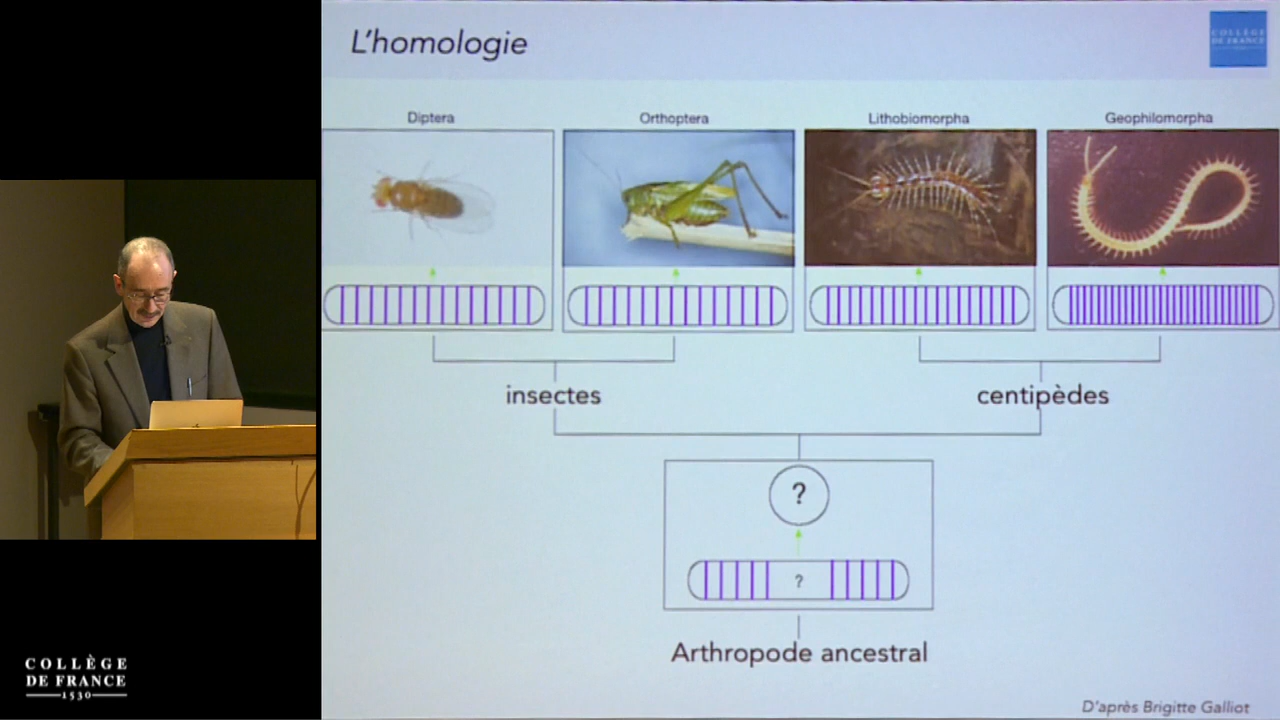 L'homologie
COLLÈGE
DE FRANCE
1530
Diptera
Orthoptera
Lithobiomorpha
Geophilomorpha
insectes
centipèdes
?
?
Arthropode ancestral
D'après Brigitte Galliot
COLLÈGE
DE FRANCE
1530